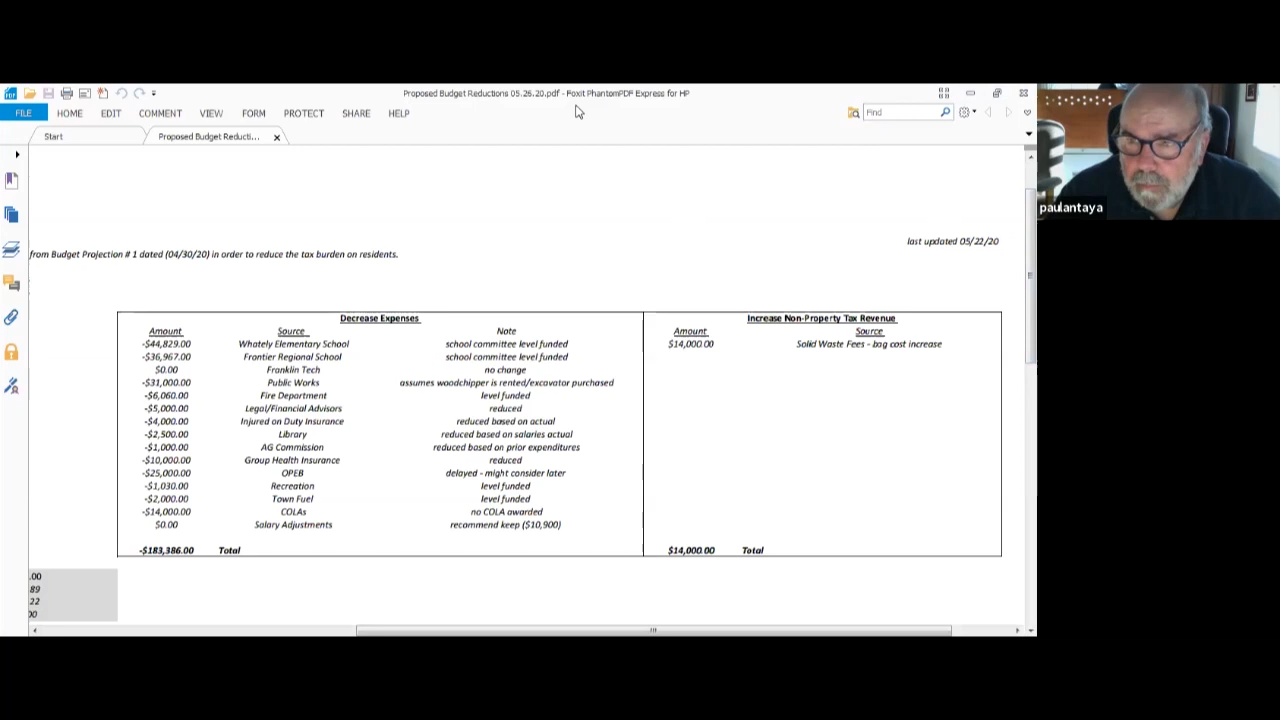 Proposed Budget Reductions 05.26.20.pdf - Foxit PhantomPDF Express for HP
FILE HOME EDIT COMMENT VIEW FORM PROTECT SHARE HELP Find
Start Proposed Budget Reducti...
paulantaya
last updated 05/22/20
from Budget Projection # 1 dated (04/30/20) in order to reduce the tax burden on residents.
Decrease Expenses Increase Non-Property Tax Revenue
Amount Source Note Amount Source
-$44,829.00 Whately Elementary School school committee level funded $14,000.00 Solid Waste Fees - bag cost increase
-$36,967.00 Frontier Regional School school committee level funded
$0.00 Franklin Tech no change
-$31,000.00 Public Works assumes woodchipper is rented/excavator purchased
-$6,060.00 Fire Department level funded
-$5,000.00 Legal/Financial Advisors reduced
-$4,000.00 Injured on Duty Insurance reduced based on actual
-$2,500.00 Library reduced based on salaries actual
-$1,000.00 AG Commission reduced based on prior expenditures
-$10,000.00 Group Health Insurance reduced
-$25,000.00 OPEB delayed - might consider later
-$1,030.00 Recreation level funded
-$2,000.00 Town Fuel level funded
-$14,000.00 COLAs no COLA awarded
$0.00 Salary Adjustments recommend keep ($10,900)
-$183,386.00 Total $14,000.00 Total
.00
89
22
00